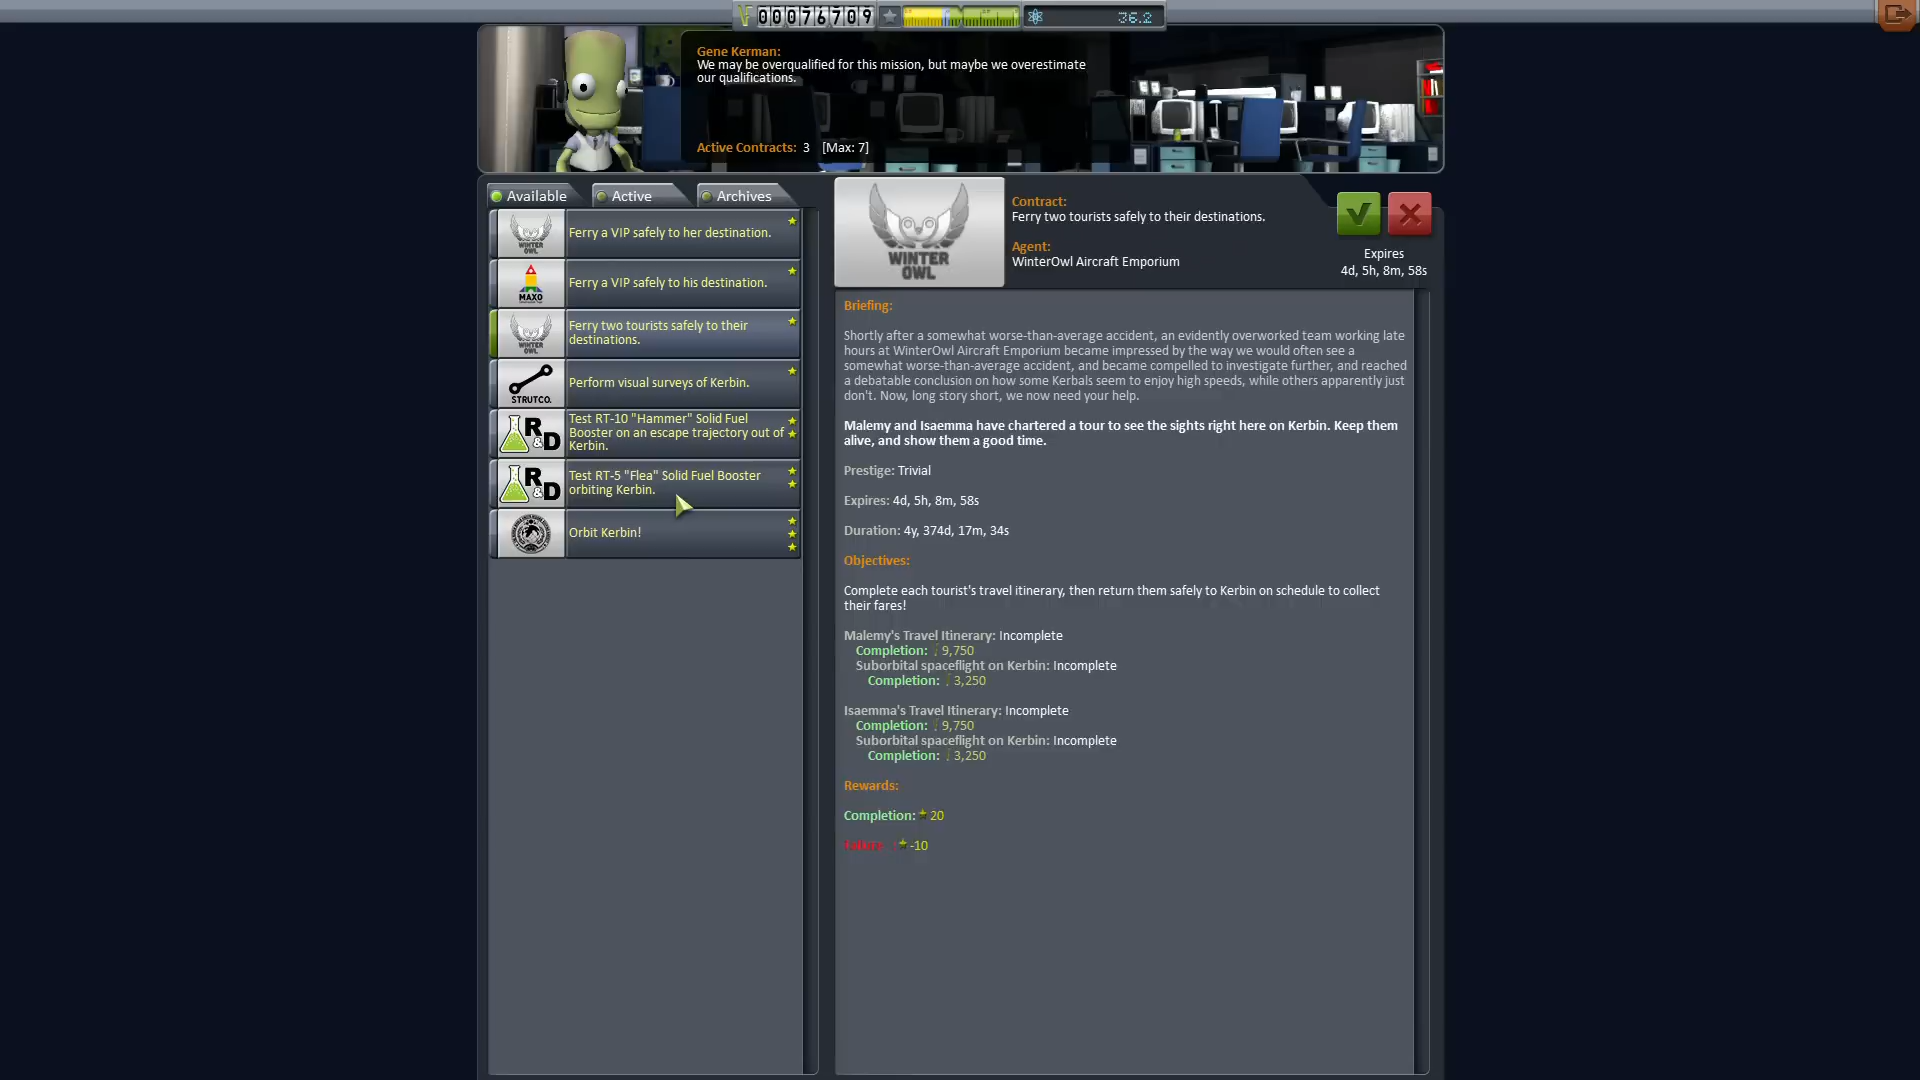 00076709
36.2
Gene Kerman:
We may be overqualified for this mission, but maybe we overestimate
our qualifications.
Active Contracts: 3 [Max: 7]
Available
Active
Archives
WINTER
OWL
Ferry a VIP safely to her destination.
MAXO
Ferry a VIP safely to his destination.
WINTER
OWL
Ferry two tourists safely to their
destinations.
STRUTCO.
Perform visual surveys of Kerbin.
R&D
Test RT-10 "Hammer" Solid Fuel
Booster on an escape trajectory out of
Kerbin.
R&D
Test RT-5 "Flea" Solid Fuel Booster
orbiting Kerbin.
Orbit Kerbin!
WINTER
OWL
Contract:
Ferry two tourists safely to their destinations.
Agent:
WinterOwl Aircraft Emporium
Expires
4d, 5h, 8m, 58s
Briefing:
Shortly after a somewhat worse-than-average accident, an evidently overworked team working late
hours at WinterOwl Aircraft Emporium became impressed by the way we would often see a
somewhat worse-than-average accident, and became compelled to investigate further, and reached
a debatable conclusion on how some Kerbals seem to enjoy high speeds, while others apparently just
don't. Now, long story short, we now need your help.
Malemy and Isaemma have chartered a tour to see the sights right here on Kerbin. Keep them
alive, and show them a good time.
Prestige: Trivial
Expires: 4d, 5h, 8m, 58s
Duration: 4y, 374d, 17m, 34s
Objectives:
Complete each tourist's travel itinerary, then return them safely to Kerbin on schedule to collect
their fares!
Malemy's Travel Itinerary: Incomplete
Completion: 9,750
Suborbital spaceflight on Kerbin: Incomplete
Completion: 3,250
Isaemma's Travel Itinerary: Incomplete
Completion: 9,750
Suborbital spaceflight on Kerbin: Incomplete
Completion: 3,250
Rewards:
Completion: 20
Failure: -10